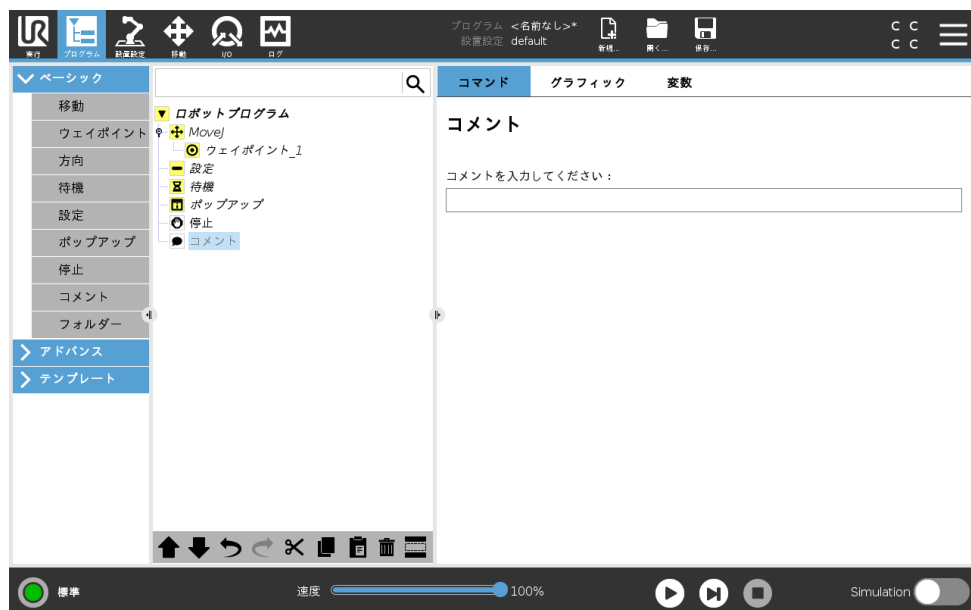 UR
実行
プログラム
設置設定
移動
I/O
ログ
プログラム <名前なし>*
設置設定 default
新規...
開く...
保存...
C C
C C
ベーシック
移動
ウェイポイント
方向
待機
設定
ポップアップ
停止
コメント
フォルダー
アドバンス
テンプレート
ロボットプログラム
MoveJ
ウェイポイント_1
設定
待機
ポップアップ
停止
コメント
コマンド グラフィック 変数
コメント
コメントを入力してください：
標準
速度
100%
Simulation